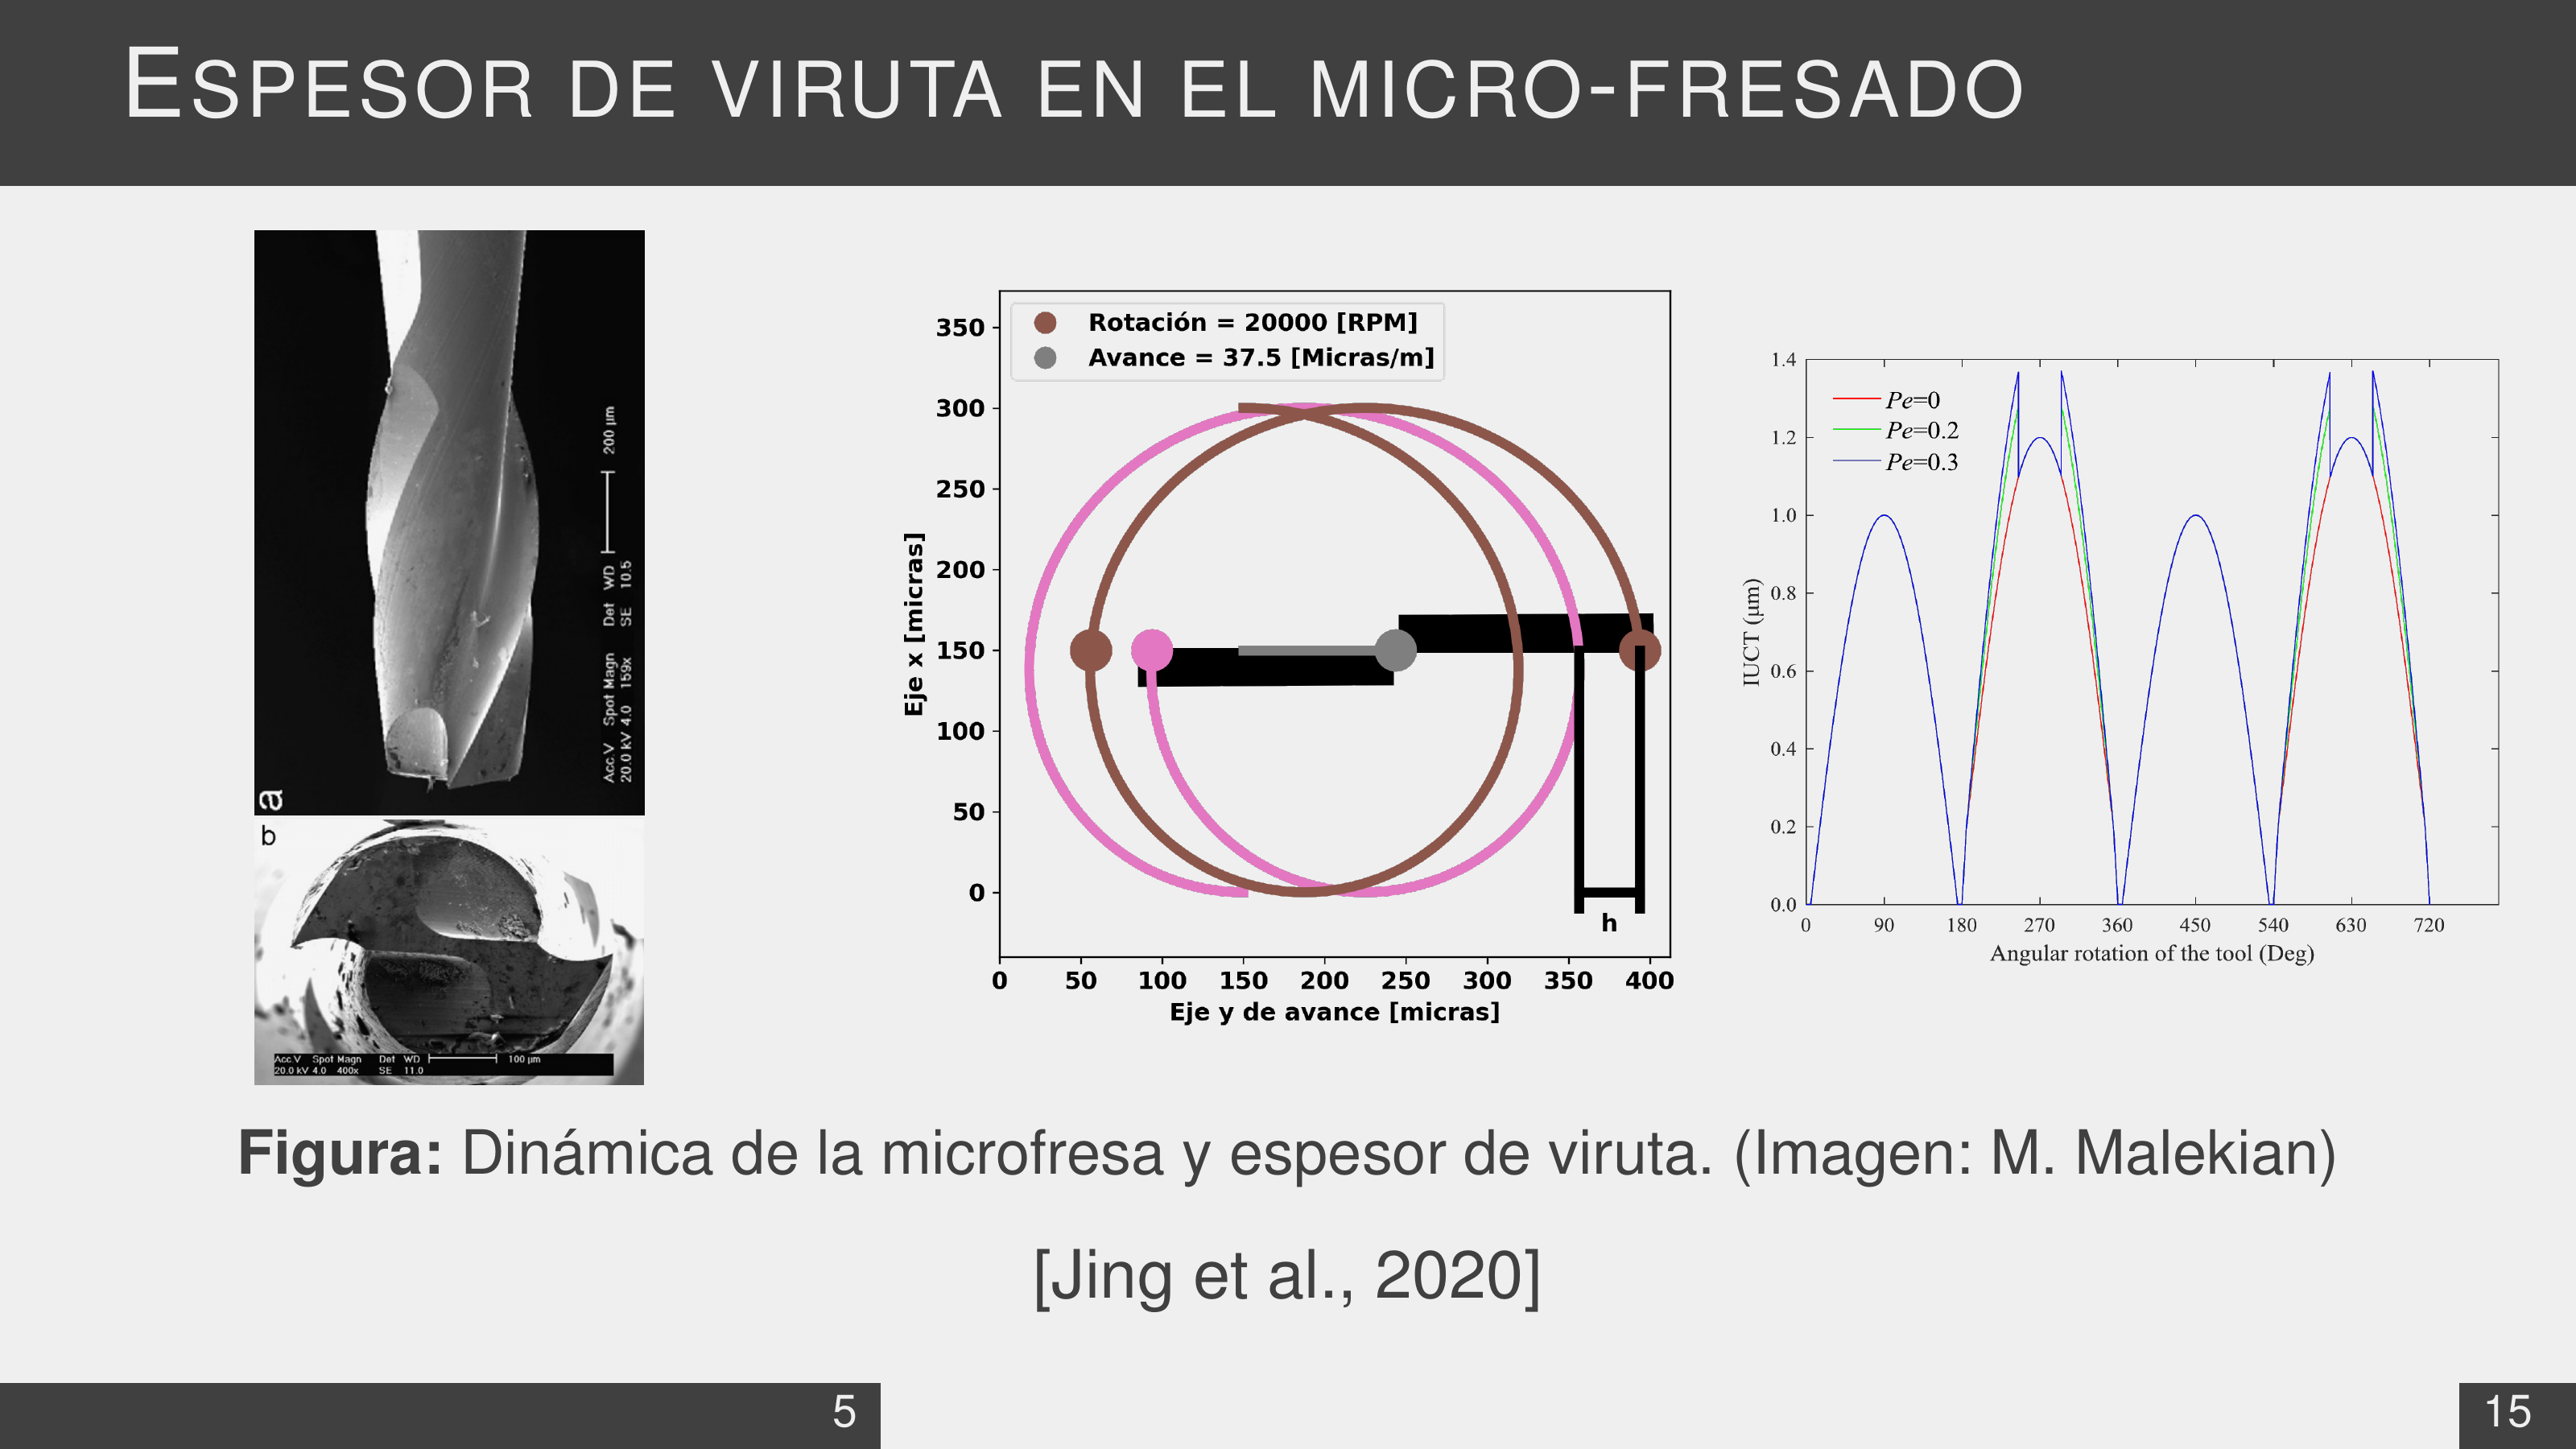 ESPESOR DE VIRUTA EN EL MICRO-FRESADO
200 µm
Acc.V Spot Magn Det WD
20.0 kV 4.0 159x SE 10.5
a
b
Acc.V Spot Magn Det WD 100 µm
20.0 kV 4.0 400x SE 11.0
Rotación = 20000 [RPM]
Avance = 37.5 [Micras/m]
350
300
250
200
150
100
50
0
Eje x [micras]
h
0 50 100 150 200 250 300 350 400
Eje y de avance [micras]
Pe=0
Pe=0.2
Pe=0.3
1.4
1.2
1.0
0.8
0.6
0.4
0.2
0.0
IUCT (µm)
0 90 180 270 360 450 540 630 720
Angular rotation of the tool (Deg)
Figura: Dinámica de la microfresa y espesor de viruta. (Imagen: M. Malekian)
[Jing et al., 2020]
5
15